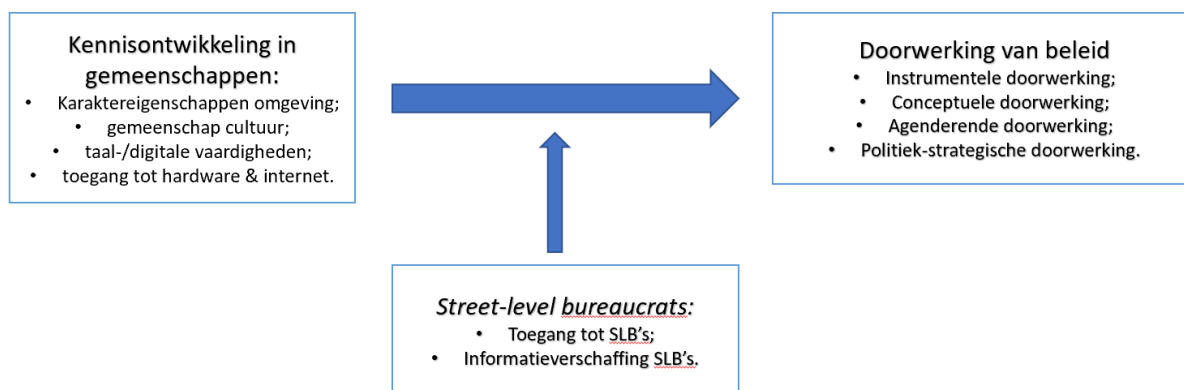 Kennisontwikkeling in
gemeenschappen:
• Karaktereigenschappen omgeving;
• gemeenschap cultuur;
• taal-/digitale vaardigheden;
• toegang tot hardware & internet.
Doorwerking van beleid
• Instrumentele doorwerking;
• Conceptuele doorwerking;
• Agenderende doorwerking;
• Politiek-strategische doorwerking.
Street-level bureaucrats:
• Toegang tot SLB's;
• Informatieverschaffing SLB's.